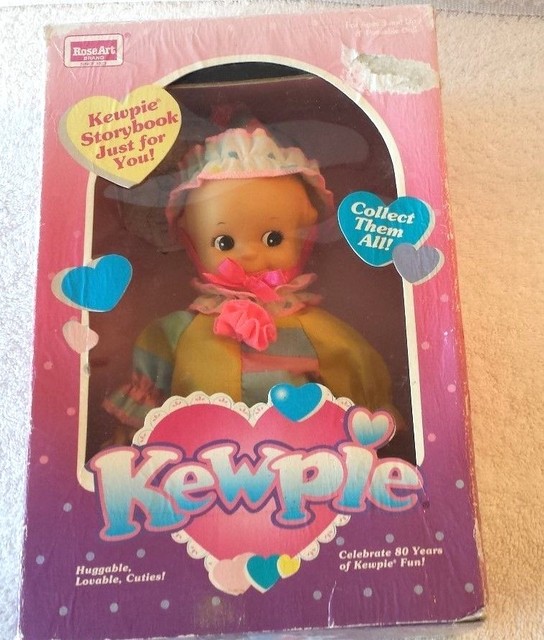 RoseArt
BRAND
Kewpie®
Storybook
Just for
You!
Collect
Them
All!
Kewpie
Huggable,
Lovable, Cuties!
Celebrate 80 Years
of Kewpie® Fun!